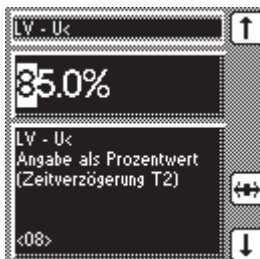 LV - U<
85.0%
LV - U<
Angabe als Prozentwert
(Zeitverzögerung T2)
<08>